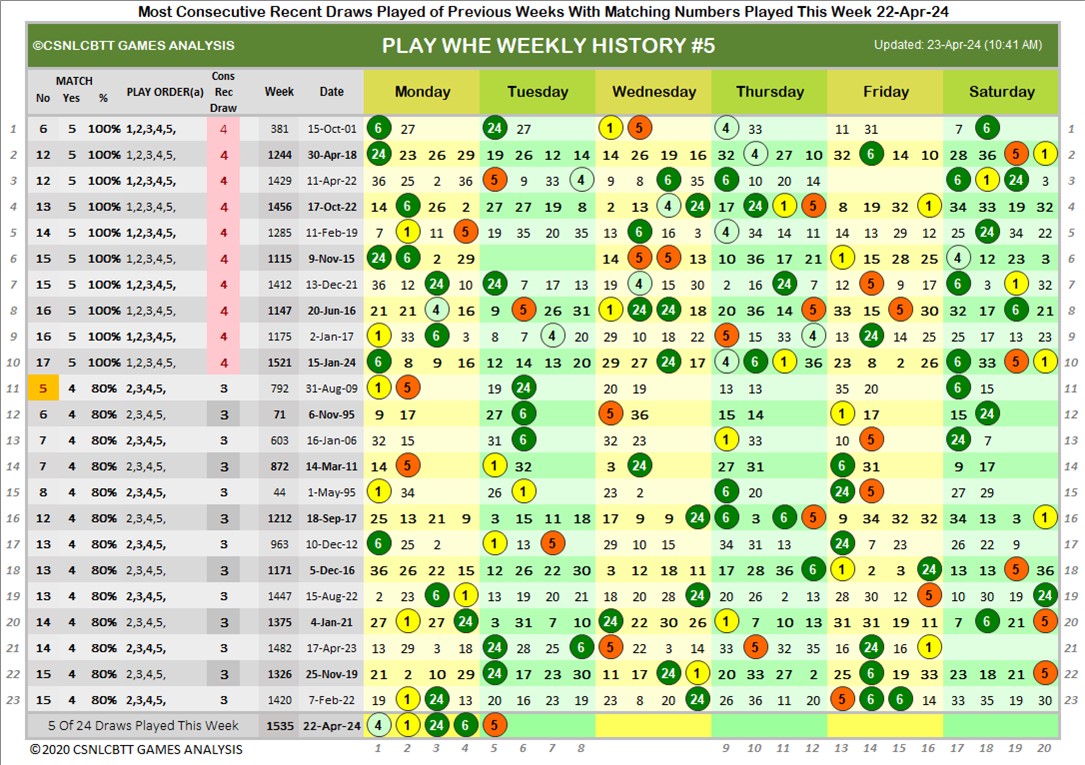 Most Consecutive Recent Draws Played of Previous Weeks With Matching Numbers Played This Week 22-Apr-24
©CSNLCBTT GAMES ANALYSIS PLAY WHE WEEKLY HISTORY #5 Updated: 23-Apr-24 (10:41 AM)
No MATCH Yes % PLAY ORDER(a) Cons Rec Draw Week Date Monday Tuesday Wednesday Thursday Friday Saturday
1 6 5 100% 1,2,3,4,5, 4 381 15-Oct-01 6 27 24 27 1 5 4 33 11 31 7 6 1
2 12 5 100% 1,2,3,4,5, 4 1244 30-Apr-18 24 23 26 29 19 26 12 14 14 26 19 16 32 4 27 10 32 6 14 10 28 36 5 1 2
3 12 5 100% 1,2,3,4,5, 4 1429 11-Apr-22 36 25 2 36 5 9 33 4 9 8 6 35 6 10 20 14 6 1 24 3 3
4 13 5 100% 1,2,3,4,5, 4 1456 17-Oct-22 14 6 26 2 27 27 19 8 2 13 4 24 17 24 1 5 8 19 32 1 34 33 19 32 4
5 14 5 100% 1,2,3,4,5, 4 1285 11-Feb-19 7 1 11 5 19 35 20 35 13 6 16 3 4 34 14 11 14 13 29 12 25 24 34 22 5
6 15 5 100% 1,2,3,4,5, 4 1115 9-Nov-15 24 6 2 29 14 5 5 13 10 36 17 21 1 15 28 25 4 12 23 3 6
7 15 5 100% 1,2,3,4,5, 4 1412 13-Dec-21 36 12 24 10 24 7 17 13 19 4 15 30 2 16 24 7 12 5 9 17 6 3 1 32 7
8 16 5 100% 1,2,3,4,5, 4 1147 20-Jun-16 21 21 4 16 9 5 26 31 1 24 24 18 20 36 14 5 33 15 5 30 32 17 6 21 8
9 16 5 100% 1,2,3,4,5, 4 1175 2-Jan-17 1 33 6 3 8 7 4 20 29 10 18 22 5 15 33 4 14 24 14 25 25 17 13 23 9
10 17 5 100% 1,2,3,4,5, 4 1521 15-Jan-24 6 8 9 16 12 14 13 20 29 27 24 17 4 6 1 36 23 8 2 26 6 33 5 1 10
11 5 4 80% 2,3,4,5, 3 792 31-Aug-09 1 5 19 24 20 19 13 13 35 20 6 15 11
12 6 4 80% 2,3,4,5, 3 71 6-Nov-95 9 17 27 6 5 36 15 14 1 17 15 24 12
13 7 4 80% 2,3,4,5, 3 603 16-Jan-06 32 15 31 6 32 23 1 33 10 5 24 7 13
14 7 4 80% 2,3,4,5, 3 872 14-Mar-11 14 5 1 32 3 24 27 31 6 31 9 17 14
15 8 4 80% 2,3,4,5, 3 44 1-May-95 1 34 26 1 23 2 6 20 24 5 27 29 15
16 12 4 80% 2,3,4,5, 3 1212 18-Sep-17 25 13 21 9 3 15 11 18 17 9 9 24 6 3 6 5 9 34 32 32 34 13 3 1 16
17 13 4 80% 2,3,4,5, 3 963 10-Dec-12 6 25 2 1 13 5 29 10 15 34 31 13 24 7 23 26 22 9 17
18 13 4 80% 2,3,4,5, 3 1171 5-Dec-16 36 26 22 15 12 26 22 30 3 12 18 11 17 28 36 6 1 2 3 24 13 13 5 36 18
19 13 4 80% 2,3,4,5, 3 1447 15-Aug-22 2 23 6 1 13 19 20 21 18 20 28 24 20 26 2 13 28 30 12 5 10 30 19 24 19
20 14 4 80% 2,3,4,5, 3 1375 4-Jan-21 27 1 27 24 3 31 7 10 24 22 30 26 1 7 10 13 31 31 19 11 7 6 21 5 20
21 14 4 80% 2,3,4,5, 3 1482 17-Apr-23 13 29 3 18 24 28 25 6 5 22 3 14 33 5 32 35 16 24 16 1 21
22 15 4 80% 2,3,4,5, 3 1326 25-Nov-19 21 2 10 29 24 17 23 30 11 17 24 1 20 33 27 2 25 6 19 33 23 18 21 5 22
23 15 4 80% 2,3,4,5, 3 1420 7-Feb-22 19 1 24 13 20 16 23 19 23 8 20 24 26 36 11 20 5 6 6 14 33 35 19 30 23
5 Of 24 Draws Played This Week 1535 22-Apr-24 4 1 24 6 5
©2020 CSNLCBTT GAMES ANALYSIS 1 2 3 4 5 6 7 8 9 10 11 12 13 14 15 16 17 18 19 20